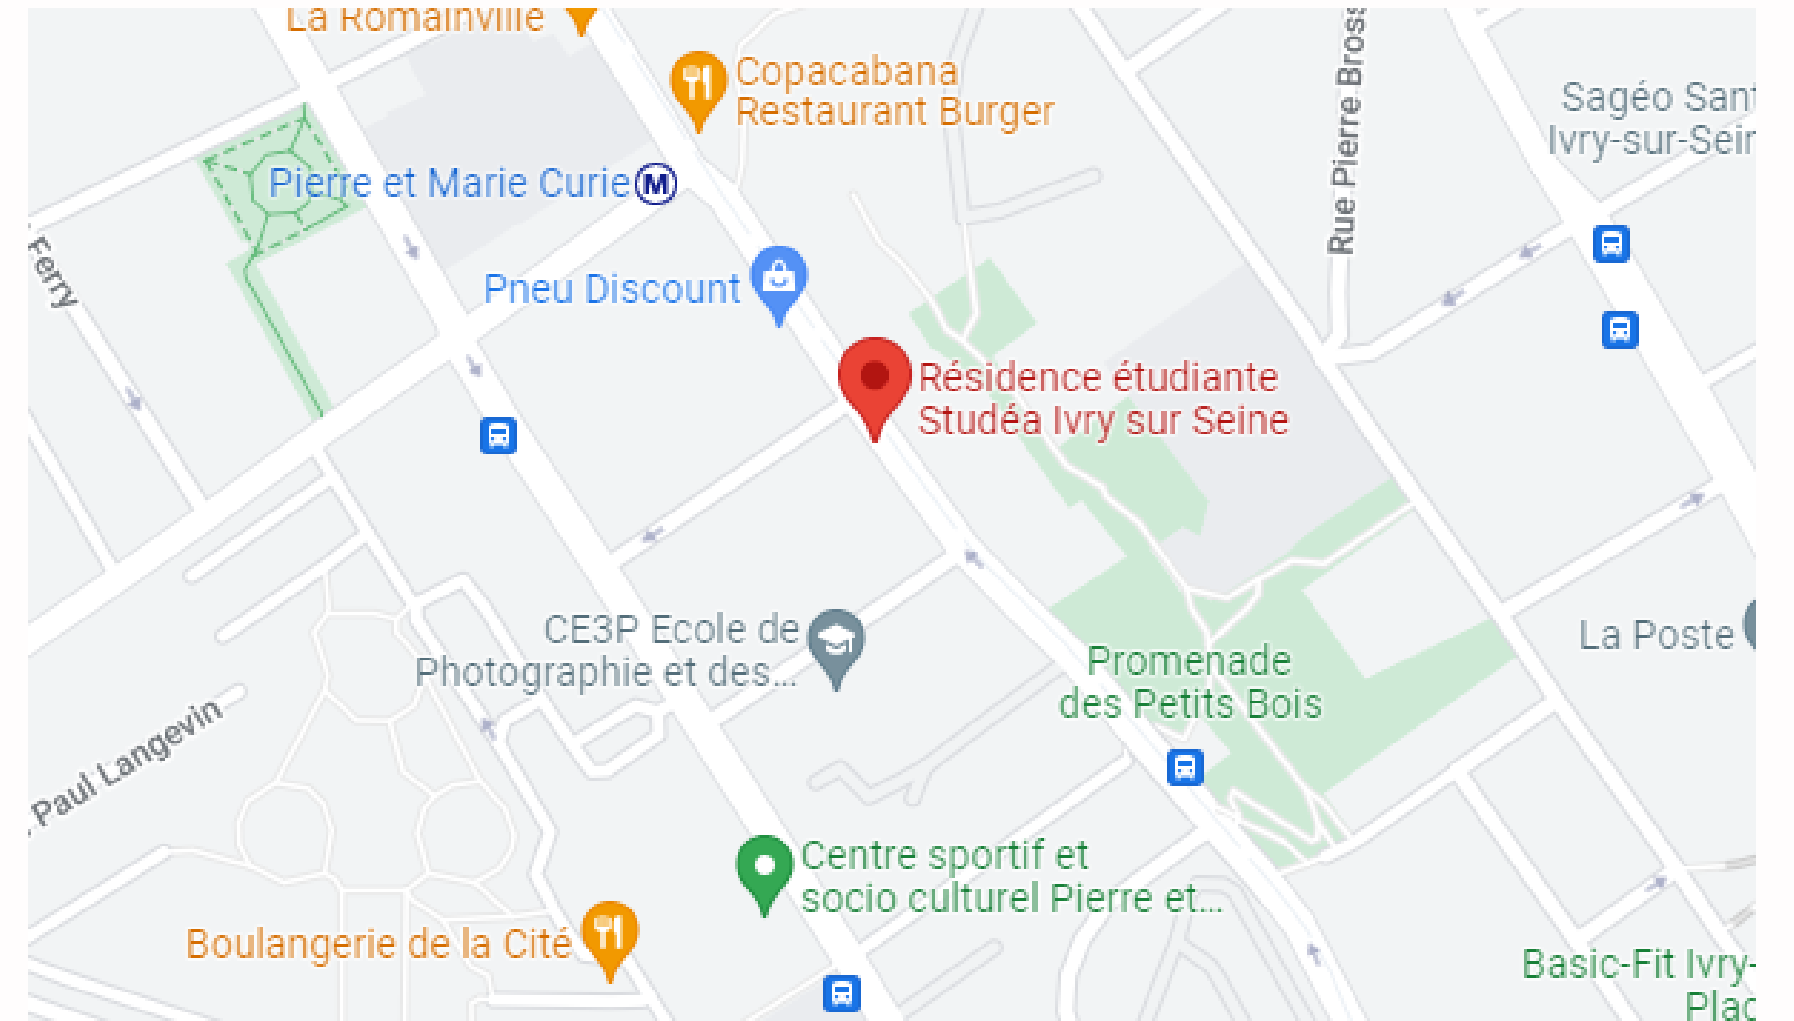 La Romainville
Copacabana
Restaurant Burger
Rue Pierre Bross
Sagéo Sant
Ivry-sur-Sein
Pierre et Marie Curie M
Ferry
Pneu Discount
Résidence étudiante
Studéa Ivry sur Seine
CE3P Ecole de
Photographie et des...
La Poste
Promenade
des Petits Bois
Paul Langevin
Centre sportif et
socio culturel Pierre et...
Boulangerie de la Cité
Basic-Fit Ivry-
Plac